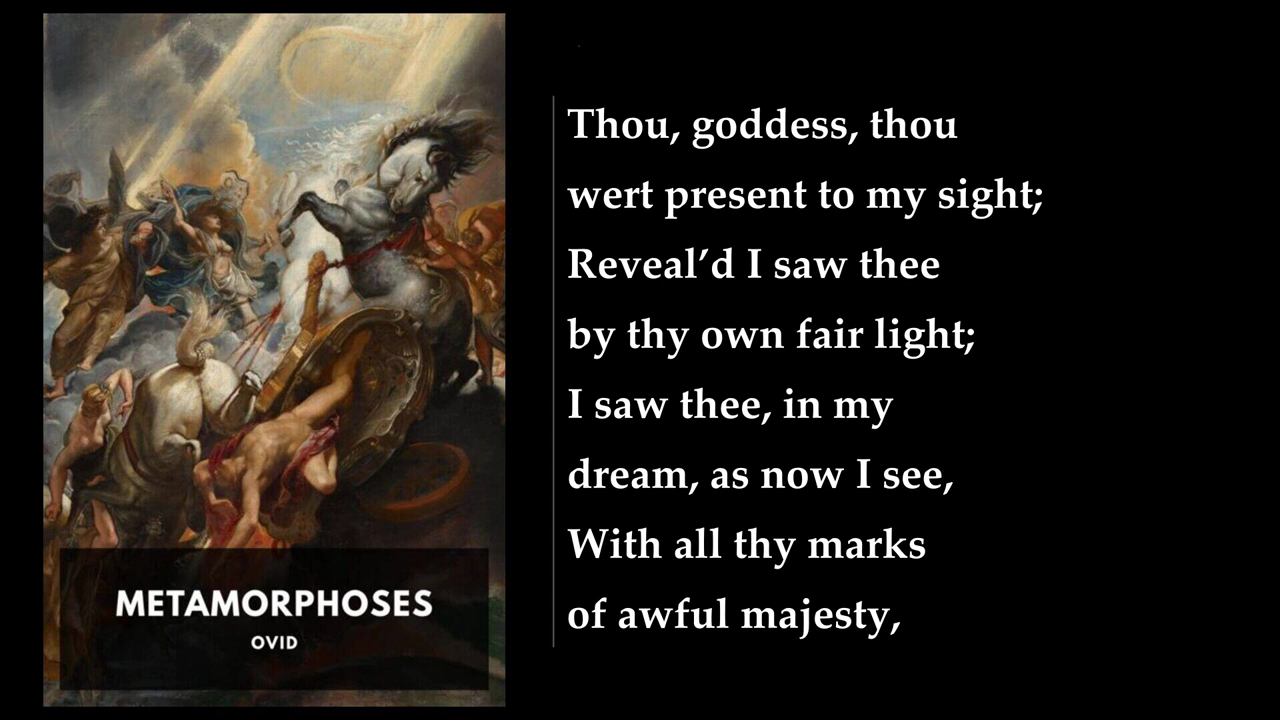 METAMORPHOSES
OVID
Thou, goddess, thou
wert present to my sight;
Reveal’d I saw thee
by thy own fair light;
I saw thee, in my
dream, as now I see,
With all thy marks
of awful majesty,